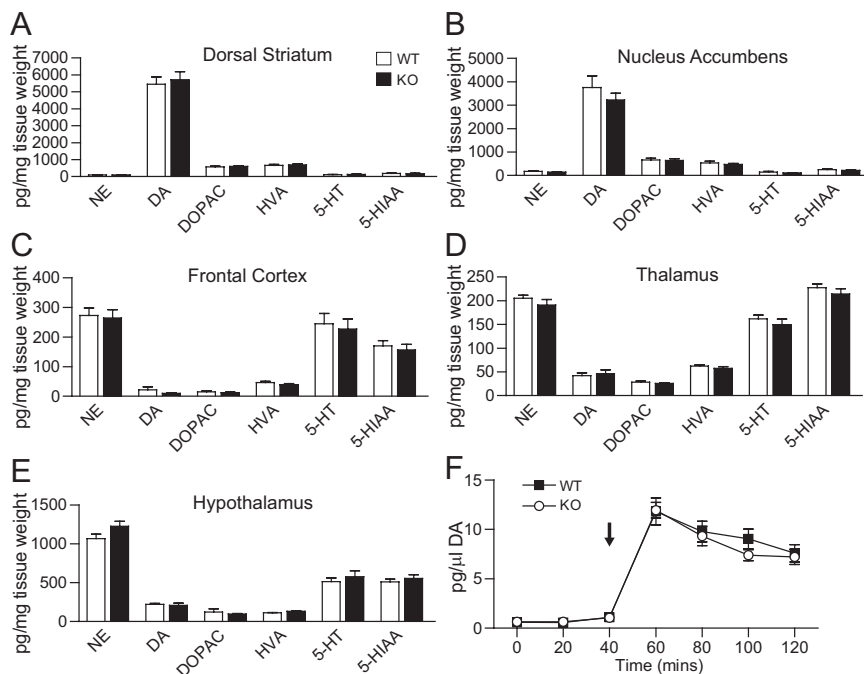 A
Dorsal Striatum
pg/mg tissue weight
7000
6000
5000
4000
3000
2000
1000
0
NE
DA
DOPAC
HVA
5-HT
5-HIAA
WT
KO
B
Nucleus Accumbens
pg/mg tissue weight
5000
4000
3000
2000
1000
0
NE
DA
DOPAC
HVA
5-HT
5-HIAA
C
Frontal Cortex
pg/mg tissue weight
400
300
200
100
0
NE
DA
DOPAC
HVA
5-HT
5-HIAA
D
Thalamus
pg/mg tissue weight
250
200
150
100
50
0
NE
DA
DOPAC
HVA
5-HT
5-HIAA
E
Hypothalamus
pg/mg tissue weight
1500
1000
500
0
NE
DA
DOPAC
HVA
5-HT
5-HIAA
F
WT
KO
pg/µl DA
15
10
5
0
0 20 40 60 80 100 120
Time (mins)